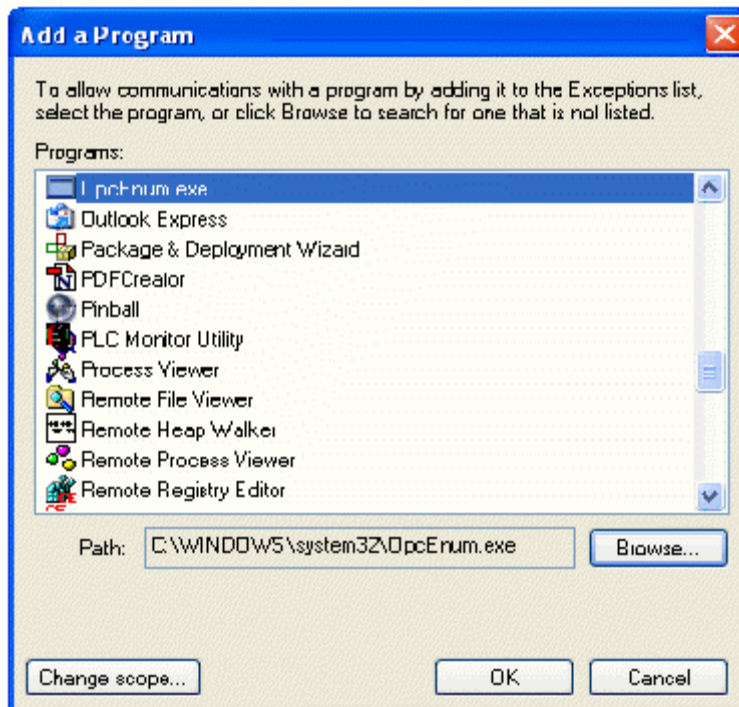 Add a Program
To allow communications with a program by adding it to the Exceptions list,
select the program, or click Browse to search for one that is not listed.
Programs:
OpcEnum.exe
Outlook Express
Package & Deployment Wizard
PDFCreator
Pinball
PLC Monitor Utility
Process Viewer
Remote File Viewer
Remote Heap Walker
Remote Process Viewer
Remote Registry Editor
Path: C:\WINDOWS\system32\OpcEnum.exe Browse...
Change scope... OK Cancel